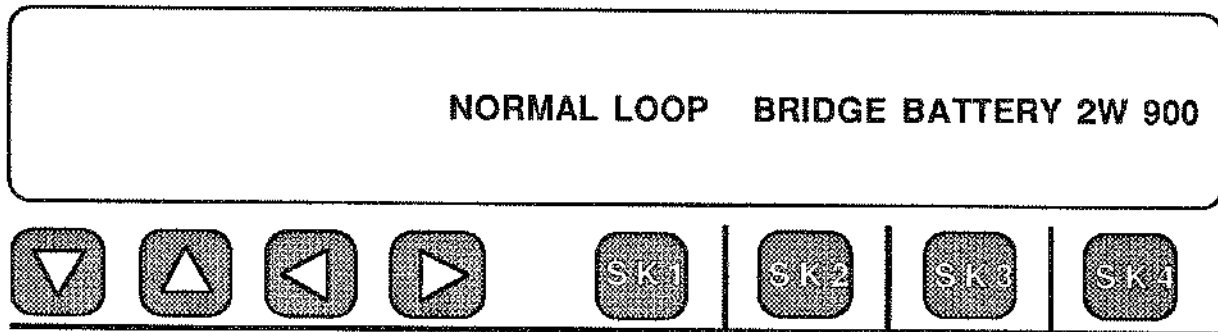 NORMAL LOOP BRIDGE BATTERY 2W 900
SK1 SK2 SK3 SK4